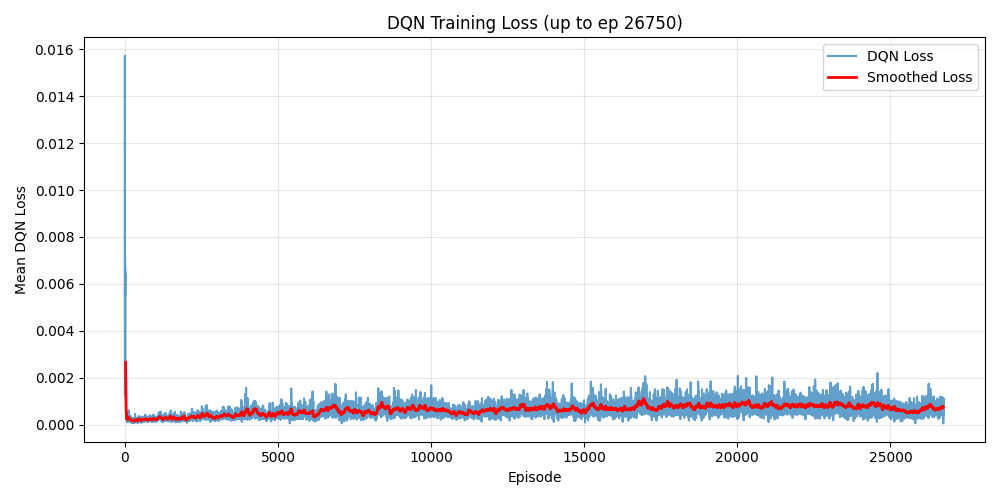 DQN Training Loss (up to ep 26750)
DQN Loss
Smoothed Loss
Mean DQN Loss
0.016
0.014
0.012
0.010
0.008
0.006
0.004
0.002
0.000
0 5000 10000 15000 20000 25000
Episode